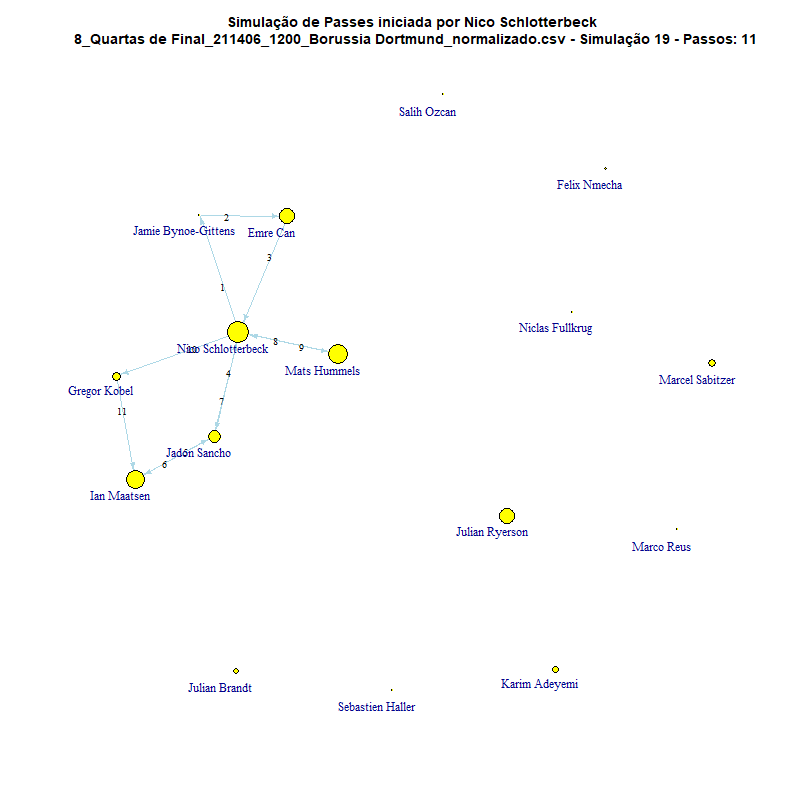 Simulação de Passes iniciada por Nico Schlotterbeck
8_Quartas de Final_211406_1200_Borussia Dortmund_normalizado.csv - Simulação 19 - Passos: 11
Salih Ozcan
Felix Nmecha
2
Jamie Bynoe-Gittens
Emre Can
3
1
Niclas Fullkrug
8
9
10
Nico Schlotterbeck
Mats Hummels
4
Marcel Sabitzer
Gregor Kobel
7
11
Jadon Sancho
5
6
Ian Maatsen
Julian Ryerson
Marco Reus
Karim Adeyemi
Julian Brandt
Sebastien Haller